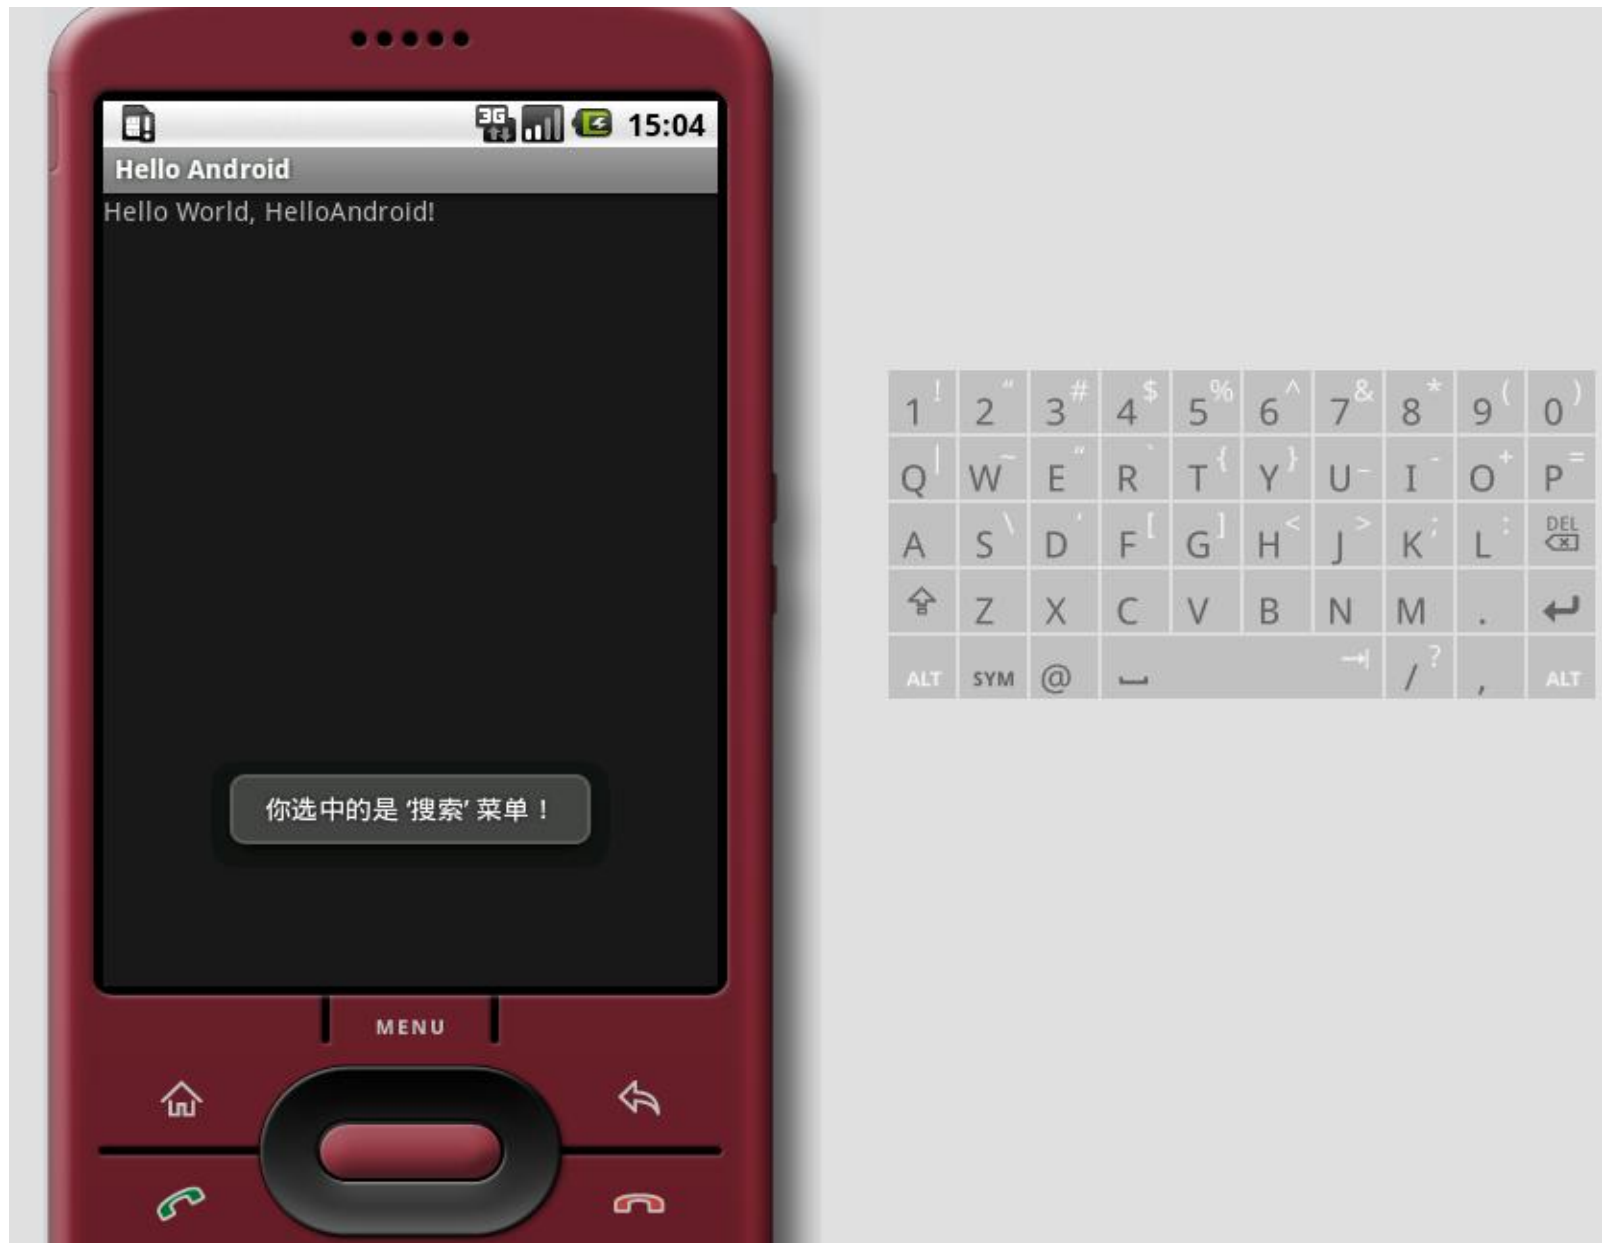 3G 15:04
Hello Android
Hello World, HelloAndroid!
你选中的是 ‘搜索’ 菜单！
MENU
1 ! 2 “ 3 # 4 $ 5 % 6 ^ 7 & 8 * 9 ( 0 )
Q | W ~ E “ R ` T { Y } U _ I - O + P =
A S \ D ' F [ G ] H < J > K ; L : DEL
Z X C V B N M .
ALT SYM @ / ? , ALT